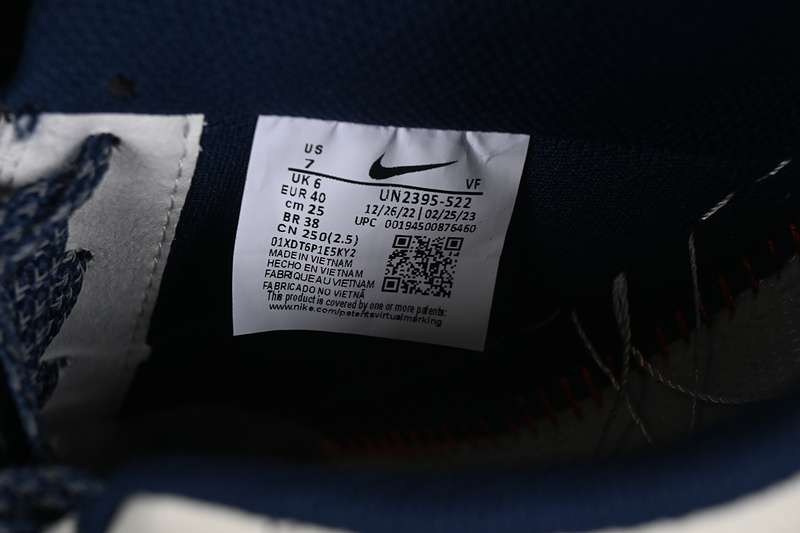 US
7
UK 6
EUR 40
cm 25
BR 38
CN 250(2.5)
01XDT6P1E5KY2
MADE IN VIETNAM
HECHO EN VIETNAM
FABRIQUE AU VIETNAM
FABRICADO NO VIETNÃ
This product is covered by one or more patents:
www.nike.com/patentsvirtualmarking
VF
UN2395-522
12/26/22 | 02/25/23
UPC 00194500876460